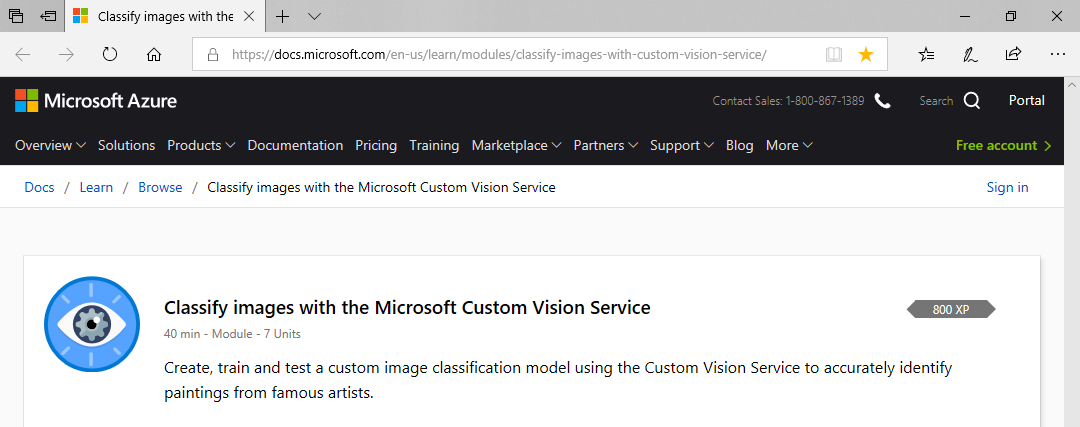 Classify images with the
https://docs.microsoft.com/en-us/learn/modules/classify-images-with-custom-vision-service/
Microsoft Azure
Contact Sales: 1-800-867-1389
Search
Portal
Overview Solutions Products Documentation Pricing Training Marketplace Partners Support Blog More
Free account
Docs / Learn / Browse / Classify images with the Microsoft Custom Vision Service
Sign in
Classify images with the Microsoft Custom Vision Service
800 XP
40 min - Module - 7 Units
Create, train and test a custom image classification model using the Custom Vision Service to accurately identify
paintings from famous artists.